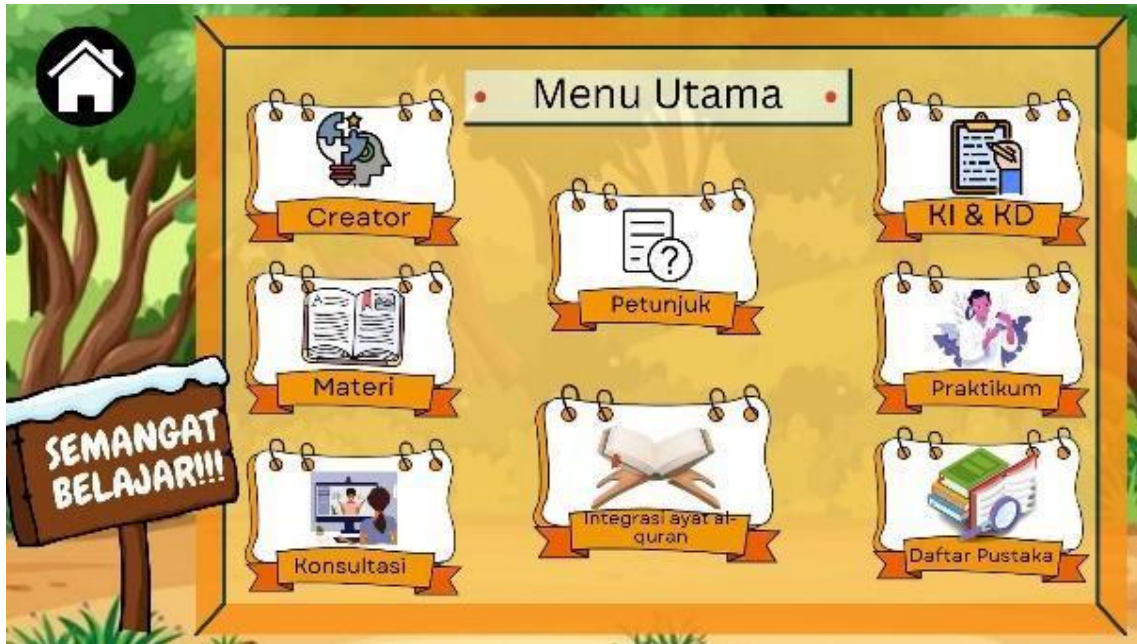 Menu Utama
Creator
KI & KD
Petunjuk
Materi
Praktikum
SEMANGAT
BELAJAR!!!
Konsultasi
Integrasi ayat al-
quran
Daftar Pustaka